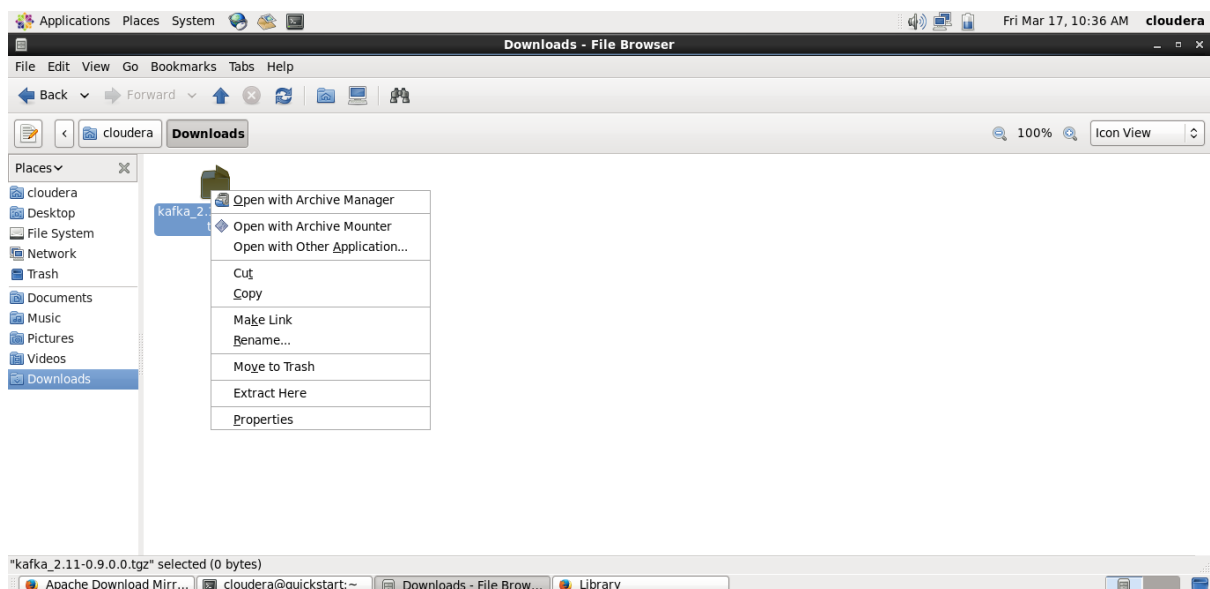 Applications Places System Fri Mar 17, 10:36 AM cloudera
Downloads - File Browser
File Edit View Go Bookmarks Tabs Help
Back Forward
cloudera Downloads 100% Icon View
Places
cloudera
Desktop
File System
Network
Trash
Documents
Music
Pictures
Videos
Downloads
kafka_2.
t
Open with Archive Manager
Open with Archive Mounter
Open with Other Application...
Cut
Copy
Make Link
Rename...
Move to Trash
Extract Here
Properties
"kafka_2.11-0.9.0.0.tgz" selected (0 bytes)
Apache Download Mirr... cloudera@quickstart:~ Downloads - File Brow... Library